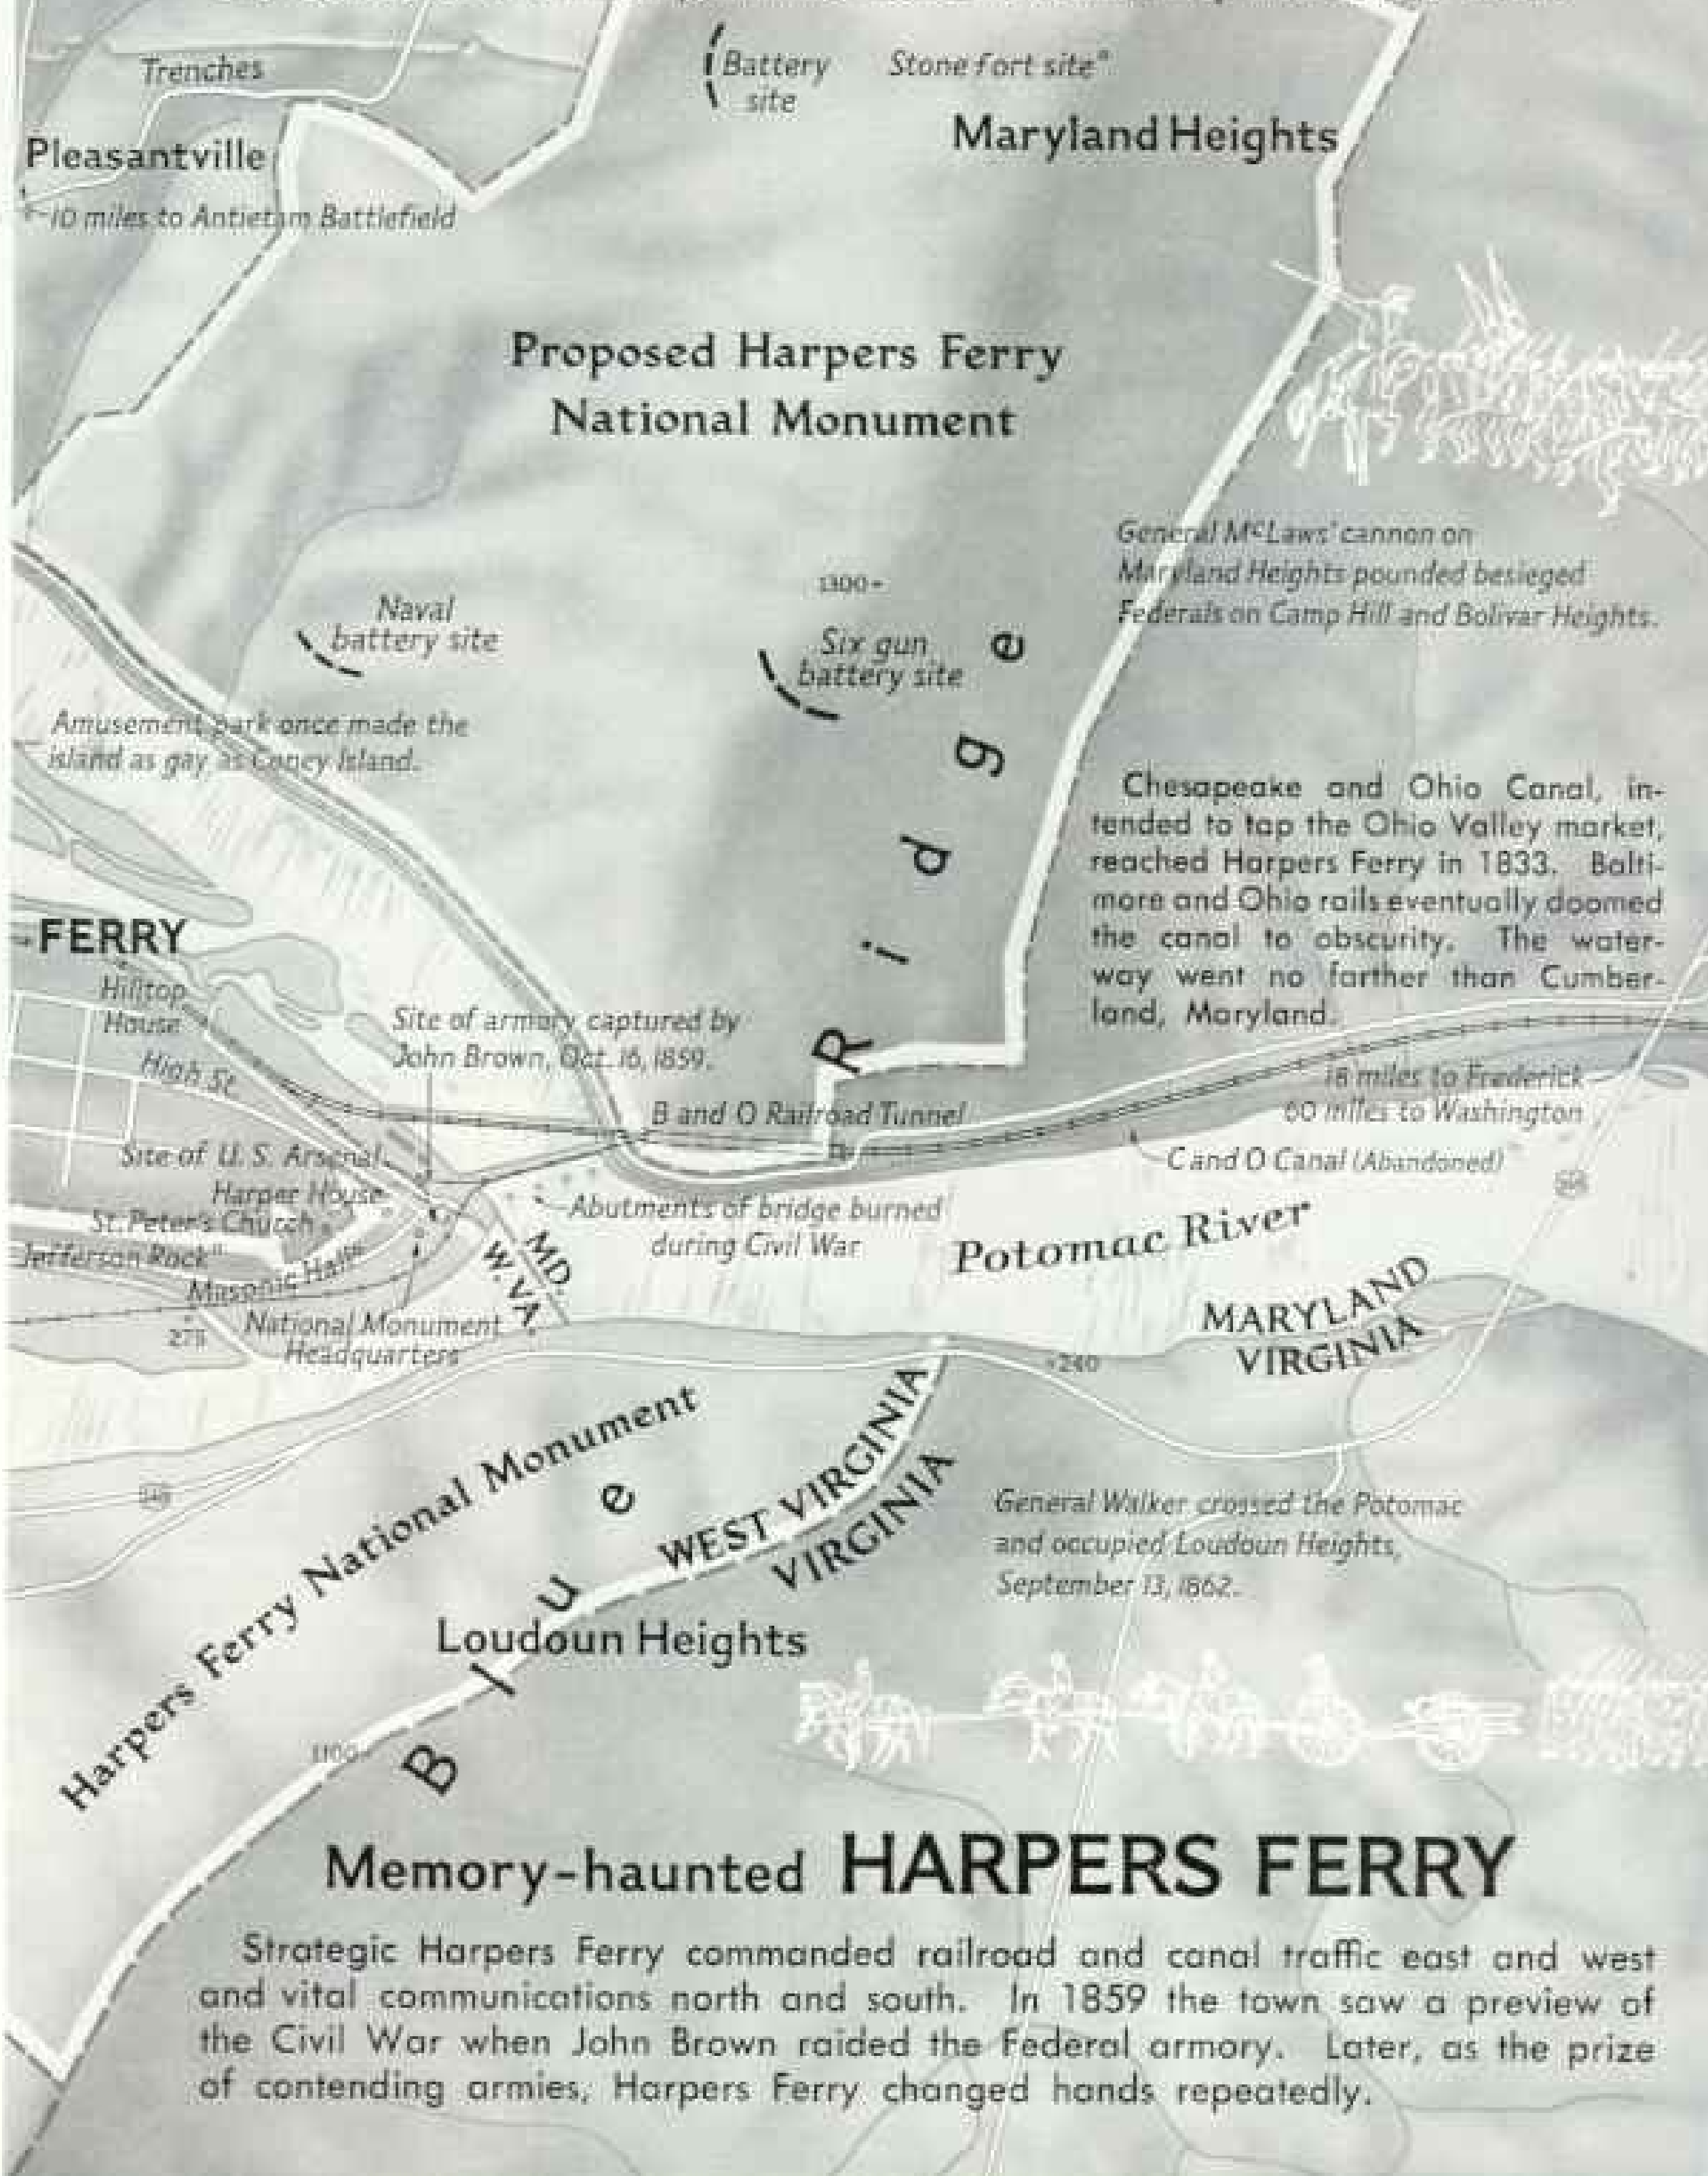 Trenches
Battery
site
Stone fort site
Maryland Heights
Pleasantville
10 miles to Antietam Battlefield
Proposed Harpers Ferry
National Monument
General McLaws' cannon on
Maryland Heights pounded besieged
Federals on Camp Hill and Bolivar Heights.
1300
Naval
battery site
Six gun
battery site
Amusement park once made the
island as gay as Coney Island.
Chesapeake and Ohio Canal, in-
tended to tap the Ohio Valley market,
reached Harpers Ferry in 1833. Balti-
more and Ohio rails eventually doomed
the canal to obscurity. The water-
way went no farther than Cumber-
land, Maryland.
FERRY
Hilltop
House
High St.
Site of armory captured by
John Brown, Oct. 16, 1859.
B and O Railroad Tunnel
18 miles to Frederick
60 miles to Washington
C and O Canal (Abandoned)
Site of U. S. Arsenal
Harper House
St. Peter's Church
Jefferson Rock
Masonic Hall
National Monument
Headquarters
Abutments of bridge burned
during Civil War
MD.
W. VA.
Potomac River
MARYLAND
VIRGINIA
240
Harpers Ferry National Monument
WEST VIRGINIA
VIRGINIA
Blue Ridge
General Walker crossed the Potomac
and occupied Loudoun Heights,
September 13, 1862.
Loudoun Heights
1100
Memory-haunted HARPERS FERRY
Strategic Harpers Ferry commanded railroad and canal traffic east and west
and vital communications north and south. In 1859 the town saw a preview of
the Civil War when John Brown raided the Federal armory. Later, as the prize
of contending armies, Harpers Ferry changed hands repeatedly.